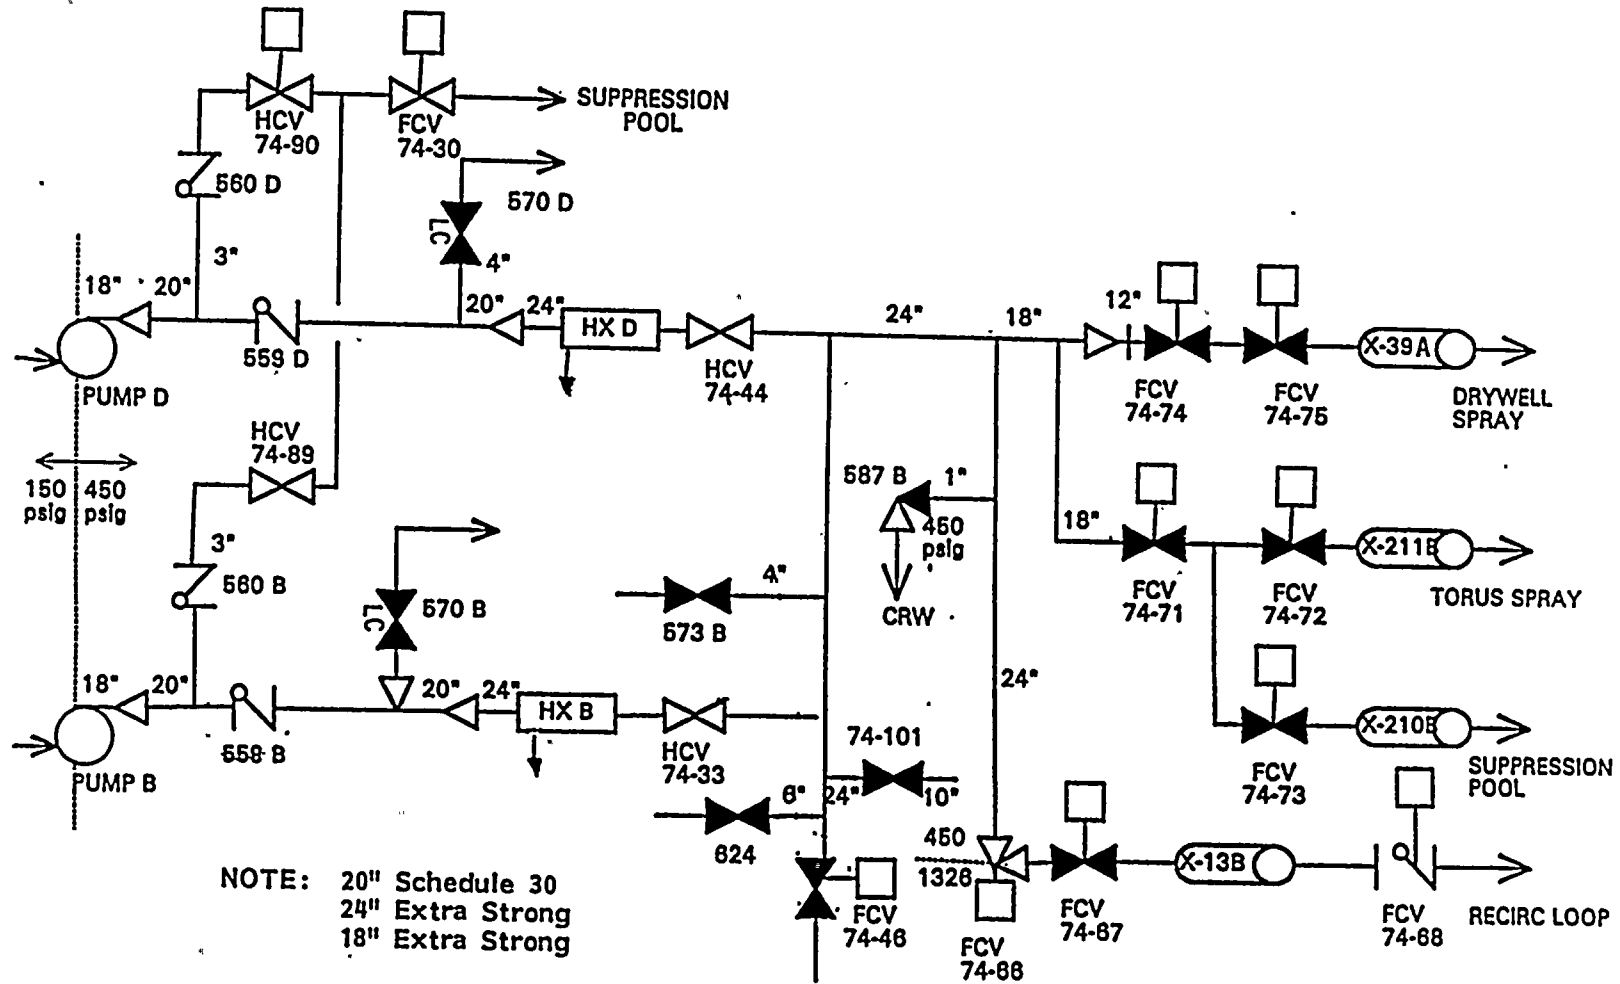 HCV
74-90
FCV
74-30
SUPPRESSION
POOL
560 D
570 D
LC
3"
4"
18"
20"
20"
24"
HX D
559 D
PUMP D
HCV
74-44
24"
18"
12"
FCV
74-74
FCV
74-75
X-39A
DRYWELL
SPRAY
HCV
74-89
150
psig
450
psig
587 B
1"
450
psig
CRW
18"
FCV
74-71
FCV
74-72
X-211B
TORUS SPRAY
3"
560 B
LC
570 B
4"
573 B
24"
18"
20"
20"
24"
HX B
558 B
PUMP B
HCV
74-33
74-101
10"
6"
24"
624
FCV
74-73
X-210B
SUPPRESSION
POOL
450
1326
FCV
74-46
FCV
74-66
FCV
74-67
X-13B
FCV
74-68
RECIRC LOOP
NOTE: 20" Schedule 30
24" Extra Strong
18" Extra Strong